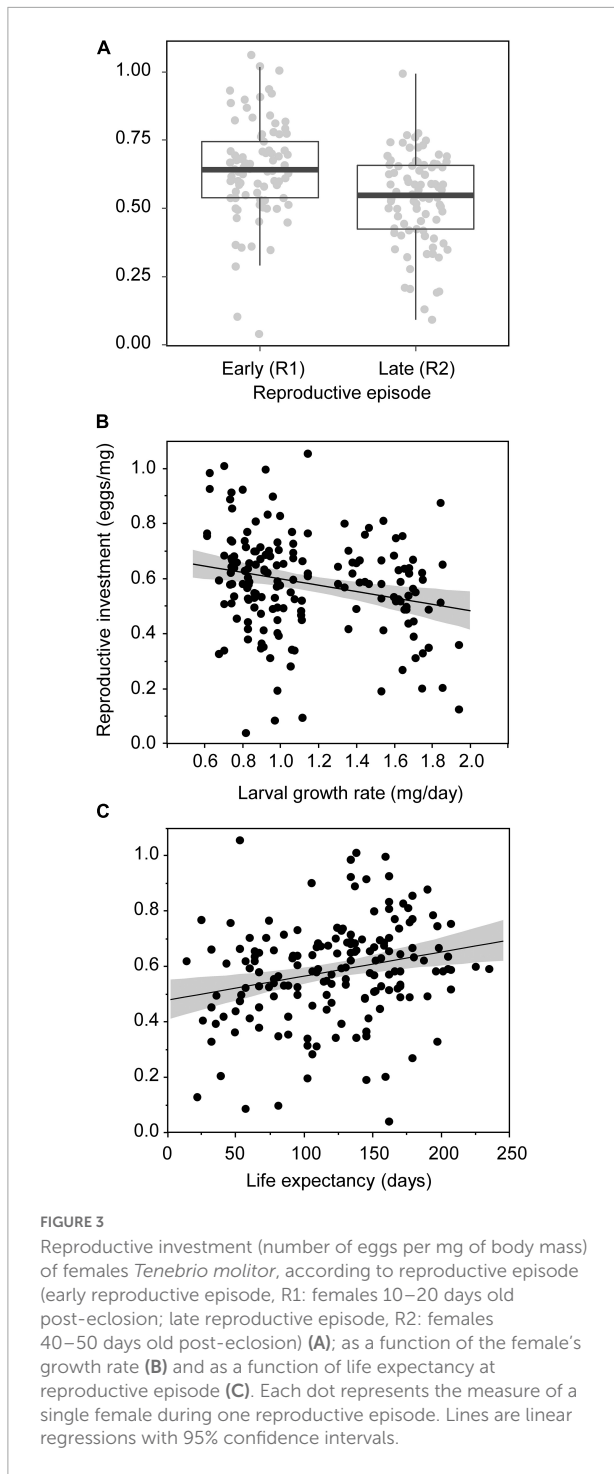 A
1.00
0.75
0.50
0.25
0.00
Early (R1)
Late (R2)
Reproductive episode
B
Reproductive investment (eggs/mg)
1.0
0.8
0.6
0.4
0.2
0.0
0.6 0.8 1.0 1.2 1.4 1.6 1.8 2.0
Larval growth rate (mg/day)
C
1.0
0.8
0.6
0.4
0.2
0.0
0 50 100 150 200 250
Life expectancy (days)
FIGURE 3
Reproductive investment (number of eggs per mg of body mass)
of females Tenebrio molitor, according to reproductive episode
(early reproductive episode, R1: females 10–20 days old
post-eclosion; late reproductive episode, R2: females
40–50 days old post-eclosion) (A); as a function of the female's
growth rate (B) and as a function of life expectancy at
reproductive episode (C). Each dot represents the measure of a
single female during one reproductive episode. Lines are linear
regressions with 95% confidence intervals.